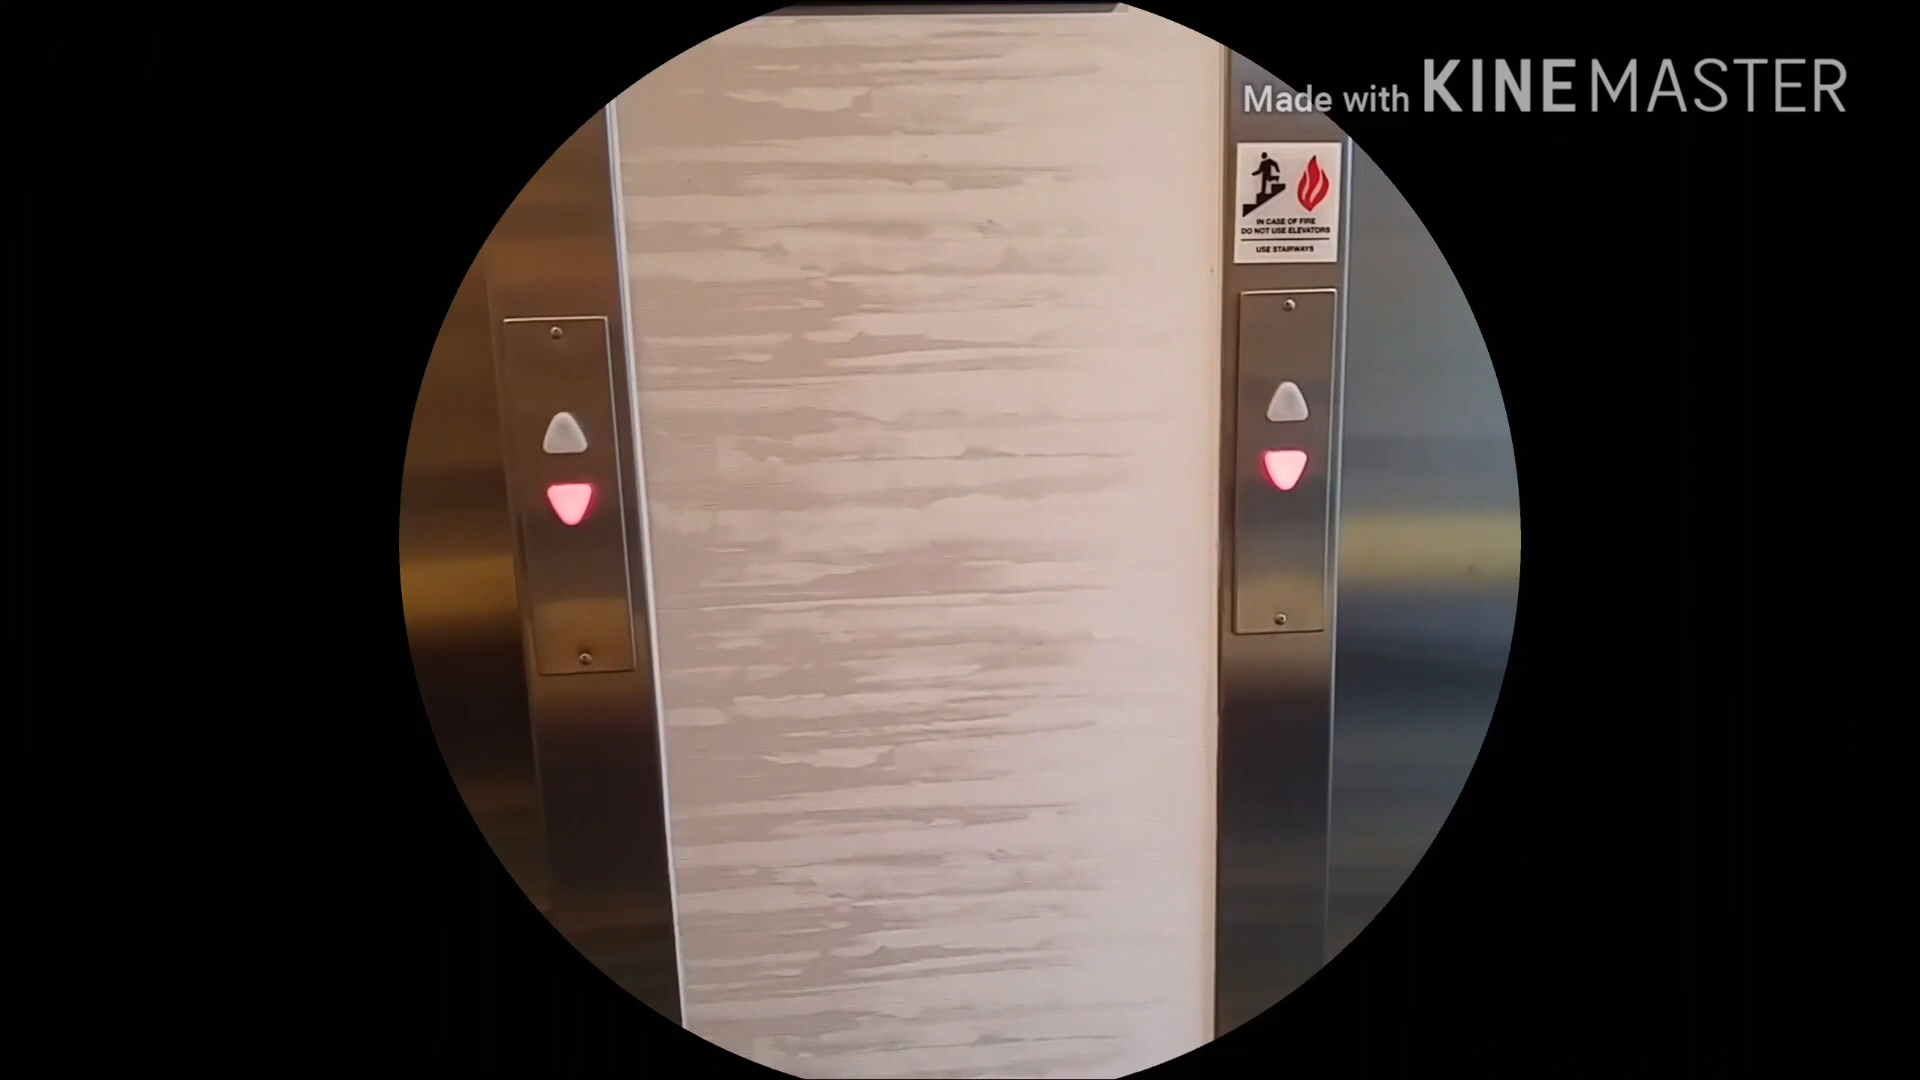 Made with KINEMASTER
IN CASE OF FIRE
DO NOT USE ELEVATORS
USE STAIRWAYS